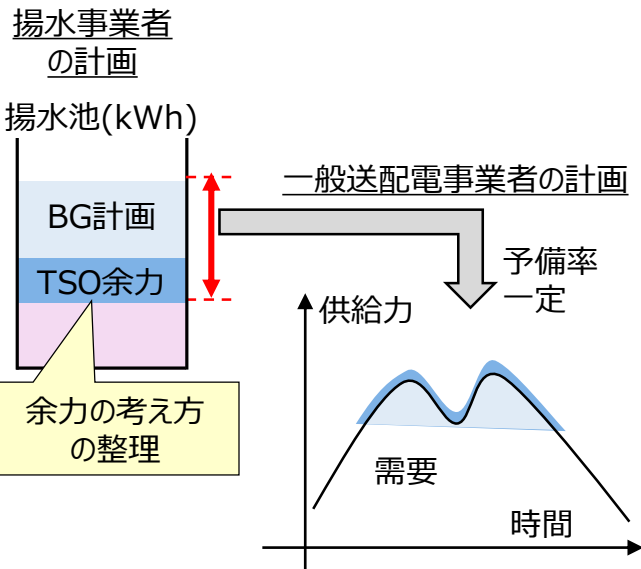 揚水事業者
の計画
揚水池(kWh)
BG計画
TSO余力
余力の考え方
の整理
一般送配電事業者の計画
予備率
一定
供給力
需要
時間